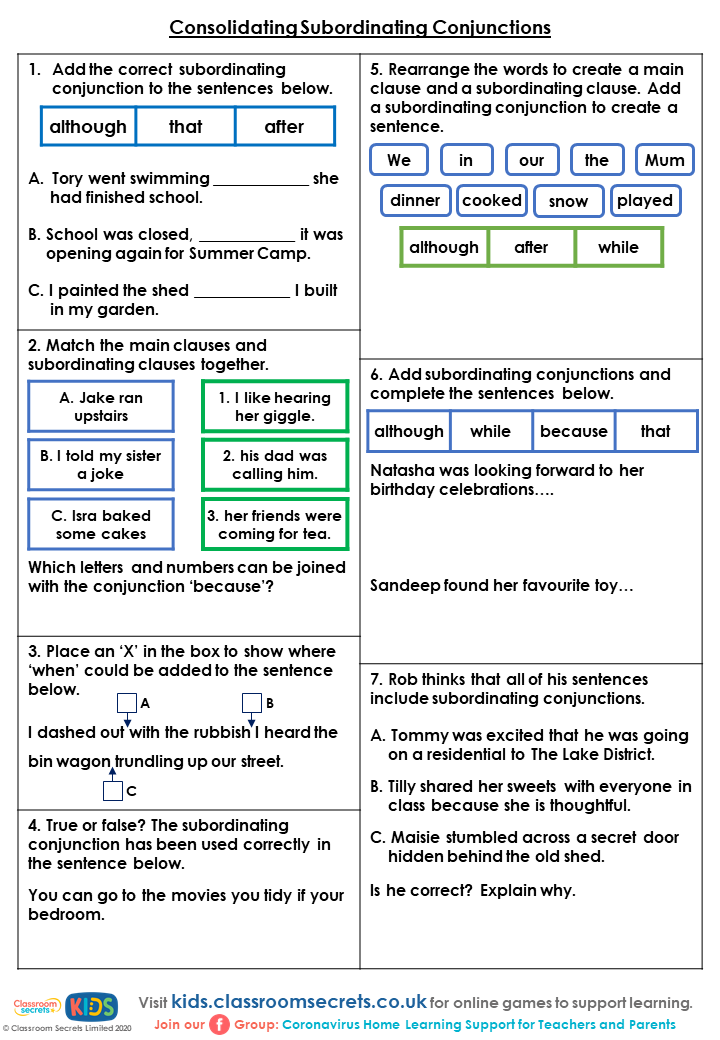 Consolidating Subordinating Conjunctions
1. Add the correct subordinating
conjunction to the sentences below.
although that after
A. Tory went swimming ____________ she
had finished school.
B. School was closed, ____________ it was
opening again for Summer Camp.
C. I painted the shed ____________ I built
in my garden.
2. Match the main clauses and
subordinating clauses together.
A. Jake ran
upstairs
1. I like hearing
her giggle.
B. I told my sister
a joke
2. his dad was
calling him.
C. Isra baked
some cakes
3. her friends were
coming for tea.
Which letters and numbers can be joined
with the conjunction ‘because’?
3. Place an ‘X’ in the box to show where
‘when’ could be added to the sentence
below.
A B
I dashed out with the rubbish I heard the
bin wagon trundling up our street.
C
4. True or false? The subordinating
conjunction has been used correctly in
the sentence below.
You can go to the movies you tidy if your
bedroom.
5. Rearrange the words to create a main
clause and a subordinating clause. Add
a subordinating conjunction to create a
sentence.
We in our the Mum
dinner cooked snow played
although after while
6. Add subordinating conjunctions and
complete the sentences below.
although while because that
Natasha was looking forward to her
birthday celebrations….
Sandeep found her favourite toy…
7. Rob thinks that all of his sentences
include subordinating conjunctions.
A. Tommy was excited that he was going
on a residential to The Lake District.
B. Tilly shared her sweets with everyone in
class because she is thoughtful.
C. Maisie stumbled across a secret door
hidden behind the old shed.
Is he correct? Explain why.
Classroom
secrets
KIDS
© Classroom Secrets Limited 2020
Visit kids.classroomsecrets.co.uk for online games to support learning.
Join our f Group: Coronavirus Home Learning Support for Teachers and Parents